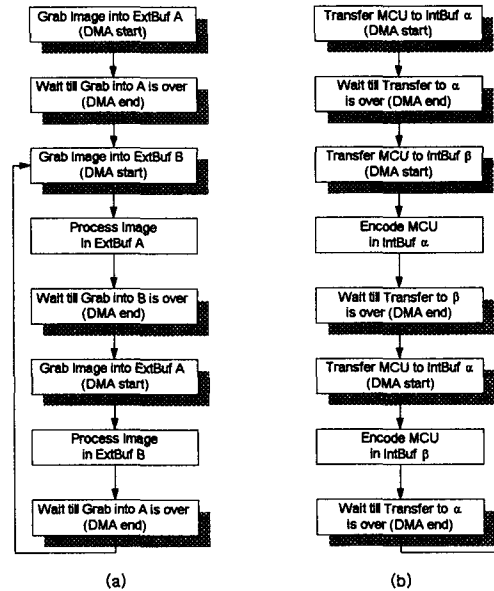 Grab Image into ExtBuf A
(DMA start)
Wait till Grab into A is over
(DMA end)
Grab Image into ExtBuf B
(DMA start)
Process Image
in ExtBuf A
Wait till Grab into B is over
(DMA end)
Grab Image into ExtBuf A
(DMA start)
Process Image
in ExtBuf B
Wait till Grab into A is over
(DMA end)
(a)
Transfer MCU to IntBuf α
(DMA start)
Wait till Transfer to α
is over (DMA end)
Transfer MCU to IntBuf β
(DMA start)
Encode MCU
in IntBuf α
Wait till Transfer to β
is over (DMA end)
Transfer MCU to IntBuf α
(DMA start)
Encode MCU
in IntBuf β
Wait till Transfer to α
is over (DMA end)
(b)